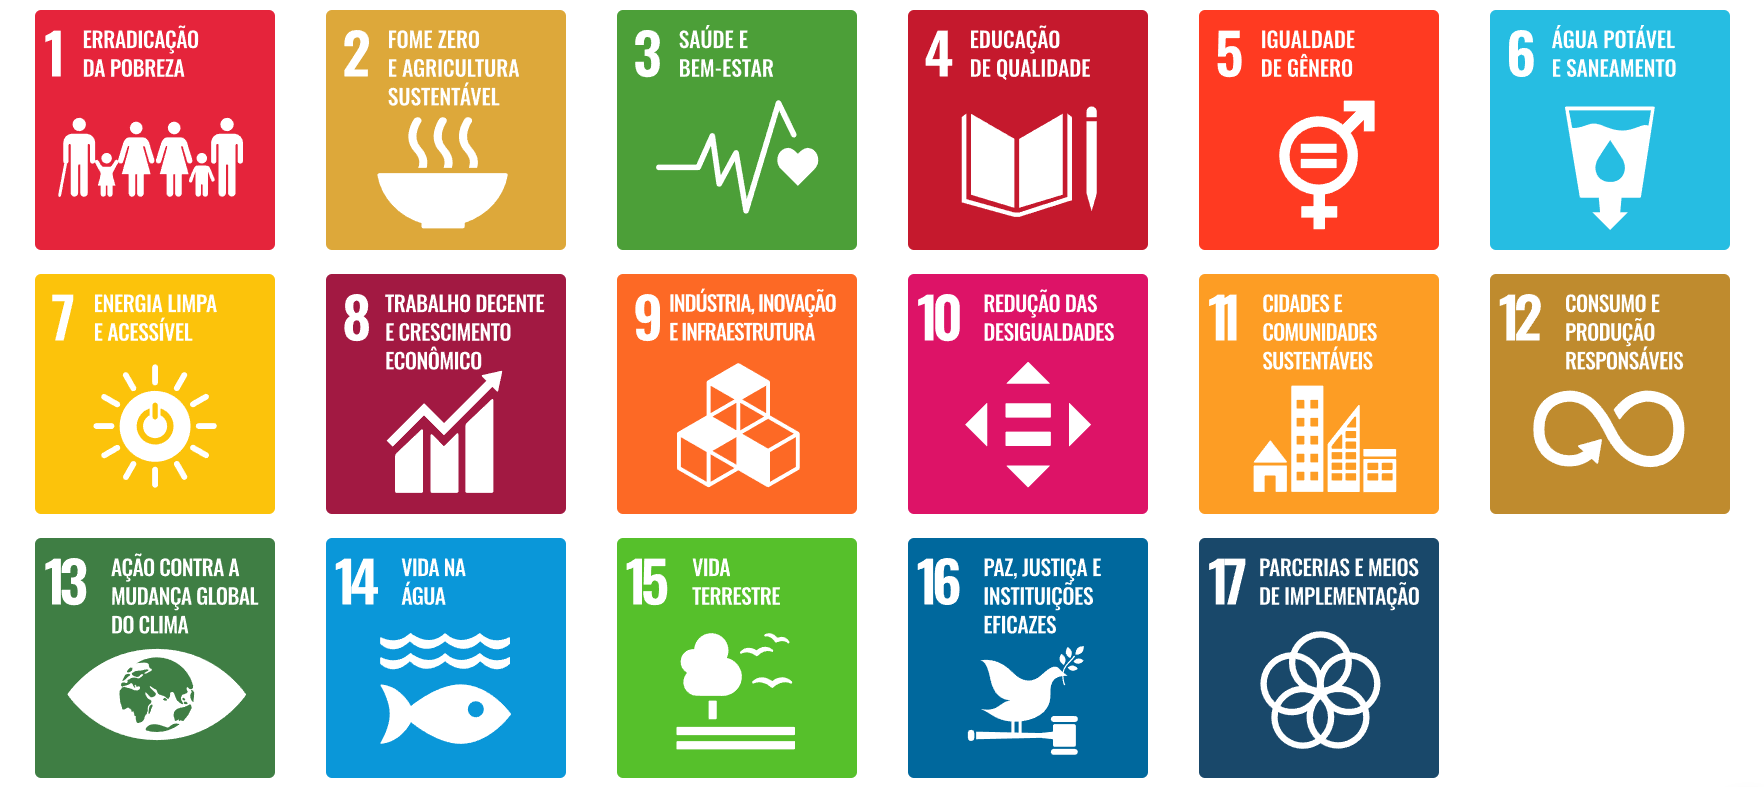 1 ERRADICAÇÃO
DA POBREZA
2 FOME ZERO
E AGRICULTURA
SUSTENTÁVEL
3 SAÚDE E
BEM-ESTAR
4 EDUCAÇÃO
DE QUALIDADE
5 IGUALDADE
DE GÊNERO
6 ÁGUA POTÁVEL
E SANEAMENTO
7 ENERGIA LIMPA
E ACESSÍVEL
8 TRABALHO DECENTE
E CRESCIMENTO
ECONÔMICO
9 INDÚSTRIA, INOVAÇÃO
E INFRAESTRUTURA
10 REDUÇÃO DAS
DESIGUALDADES
11 CIDADES E
COMUNIDADES
SUSTENTÁVEIS
12 CONSUMO E
PRODUÇÃO
RESPONSÁVEIS
13 AÇÃO CONTRA A
MUDANÇA GLOBAL
DO CLIMA
14 VIDA NA
ÁGUA
15 VIDA
TERRESTRE
16 PAZ, JUSTIÇA E
INSTITUIÇÕES
EFICAZES
17 PARCERIAS E MEIOS
DE IMPLEMENTAÇÃO